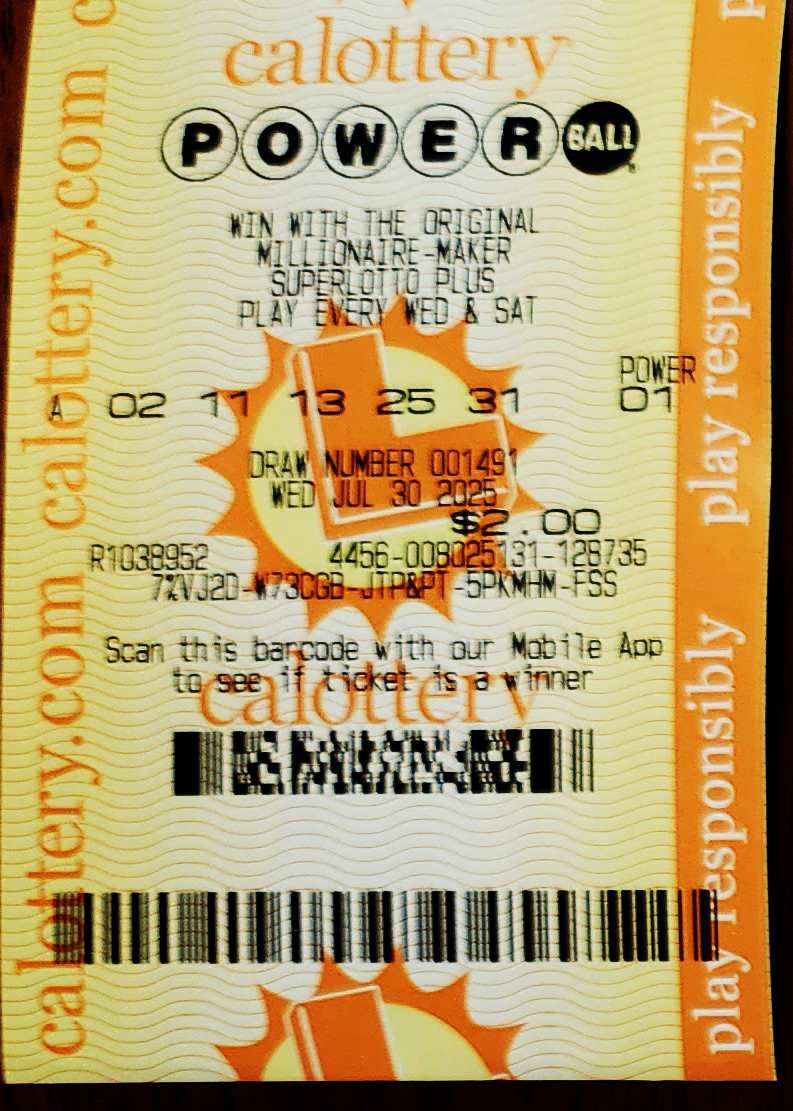 calottery
POWERBALL
WIN WITH THE ORIGINAL
MILLIONAIRE-MAKER
SUPERLOTTO PLUS
PLAY EVERY WED & SAT
POWER
A 02 11 13 25 31 01
DRAW NUMBER 001491
WED JUL 30 2025
$2.00
R1038952 4456-008025131-128735
7%VJ2D-W73CGB-JTP&PT-5PKMHM-FSS
Scan this barcode with our Mobile App
to see if ticket is a winner
calottery
calottery.com calottery.com c
play responsibly play responsibly p